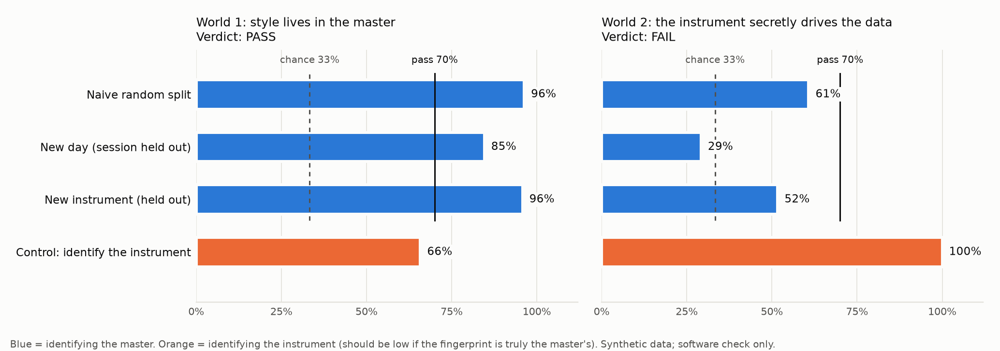 World 1: style lives in the master
Verdict: PASS
World 2: the instrument secretly drives the data
Verdict: FAIL
chance 33%
pass 70%
chance 33%
pass 70%
Naive random split
96%
61%
New day (session held out)
85%
29%
New instrument (held out)
96%
52%
Control: identify the instrument
66%
100%
0%
25%
50%
75%
100%
0%
25%
50%
75%
100%
Blue = identifying the master. Orange = identifying the instrument (should be low if the fingerprint is truly the master's). Synthetic data; software check only.